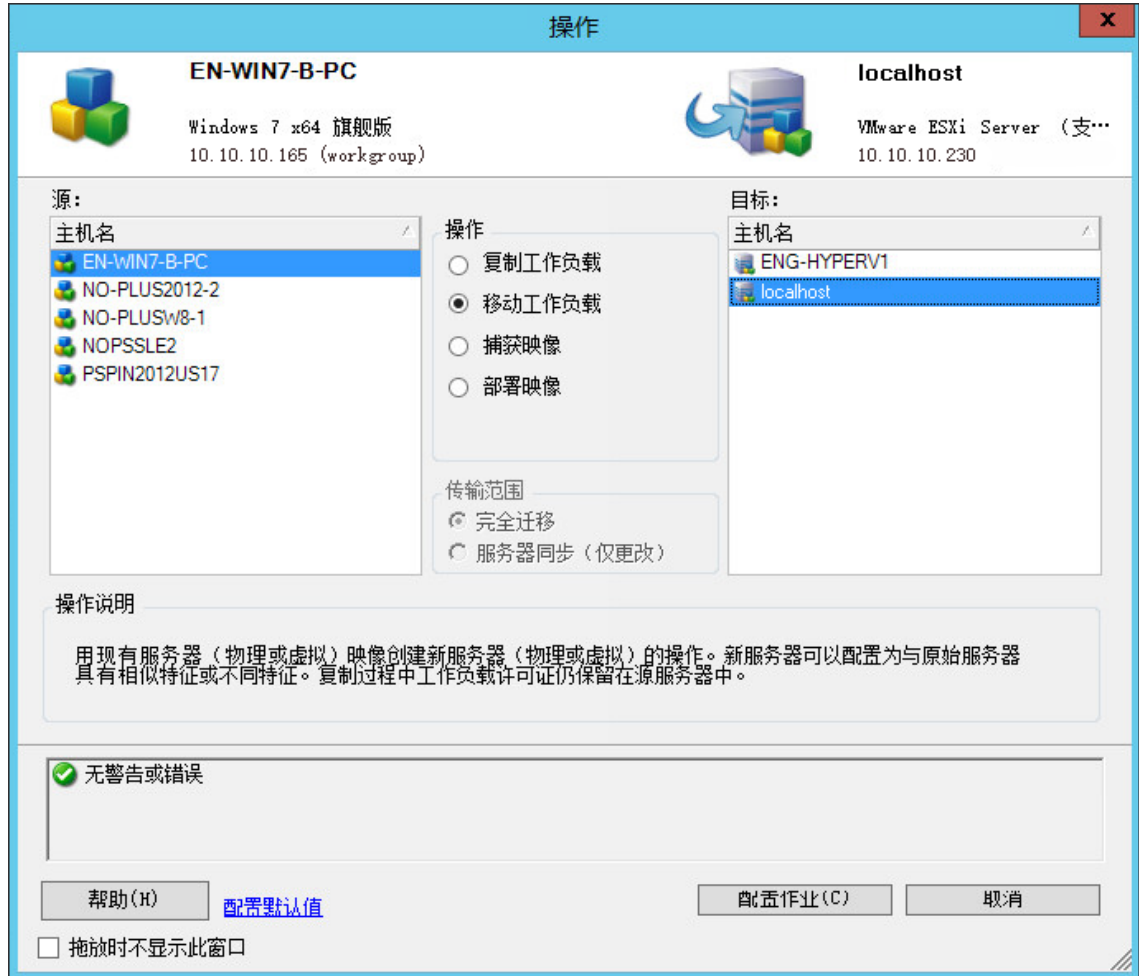 操作
x
EN-WIN7-B-PC
Windows 7 x64 旗舰版
10.10.10.165 (workgroup)
localhost
VMware ESXi Server （支…
10.10.10.230
源：
主机名
EN-WIN7-B-PC
NO-PLUS2012-2
NO-PLUSW8-1
NOPSSLE2
PSPIN2012US17
操作
复制工作负载
移动工作负载
捕获映像
部署映像
传输范围
完全迁移
服务器同步（仅更改）
目标：
主机名
ENG-HYPERV1
localhost
操作说明
用现有服务器（物理或虚拟）映像创建新服务器（物理或虚拟）的操作。新服务器可以配置为与原始服务器
具有相似特征或不同特征。复制过程中工作负载许可证仍保留在源服务器中。
无警告或错误
帮助(H)
配置默认值
配置作业(C)
取消
拖放时不显示此窗口